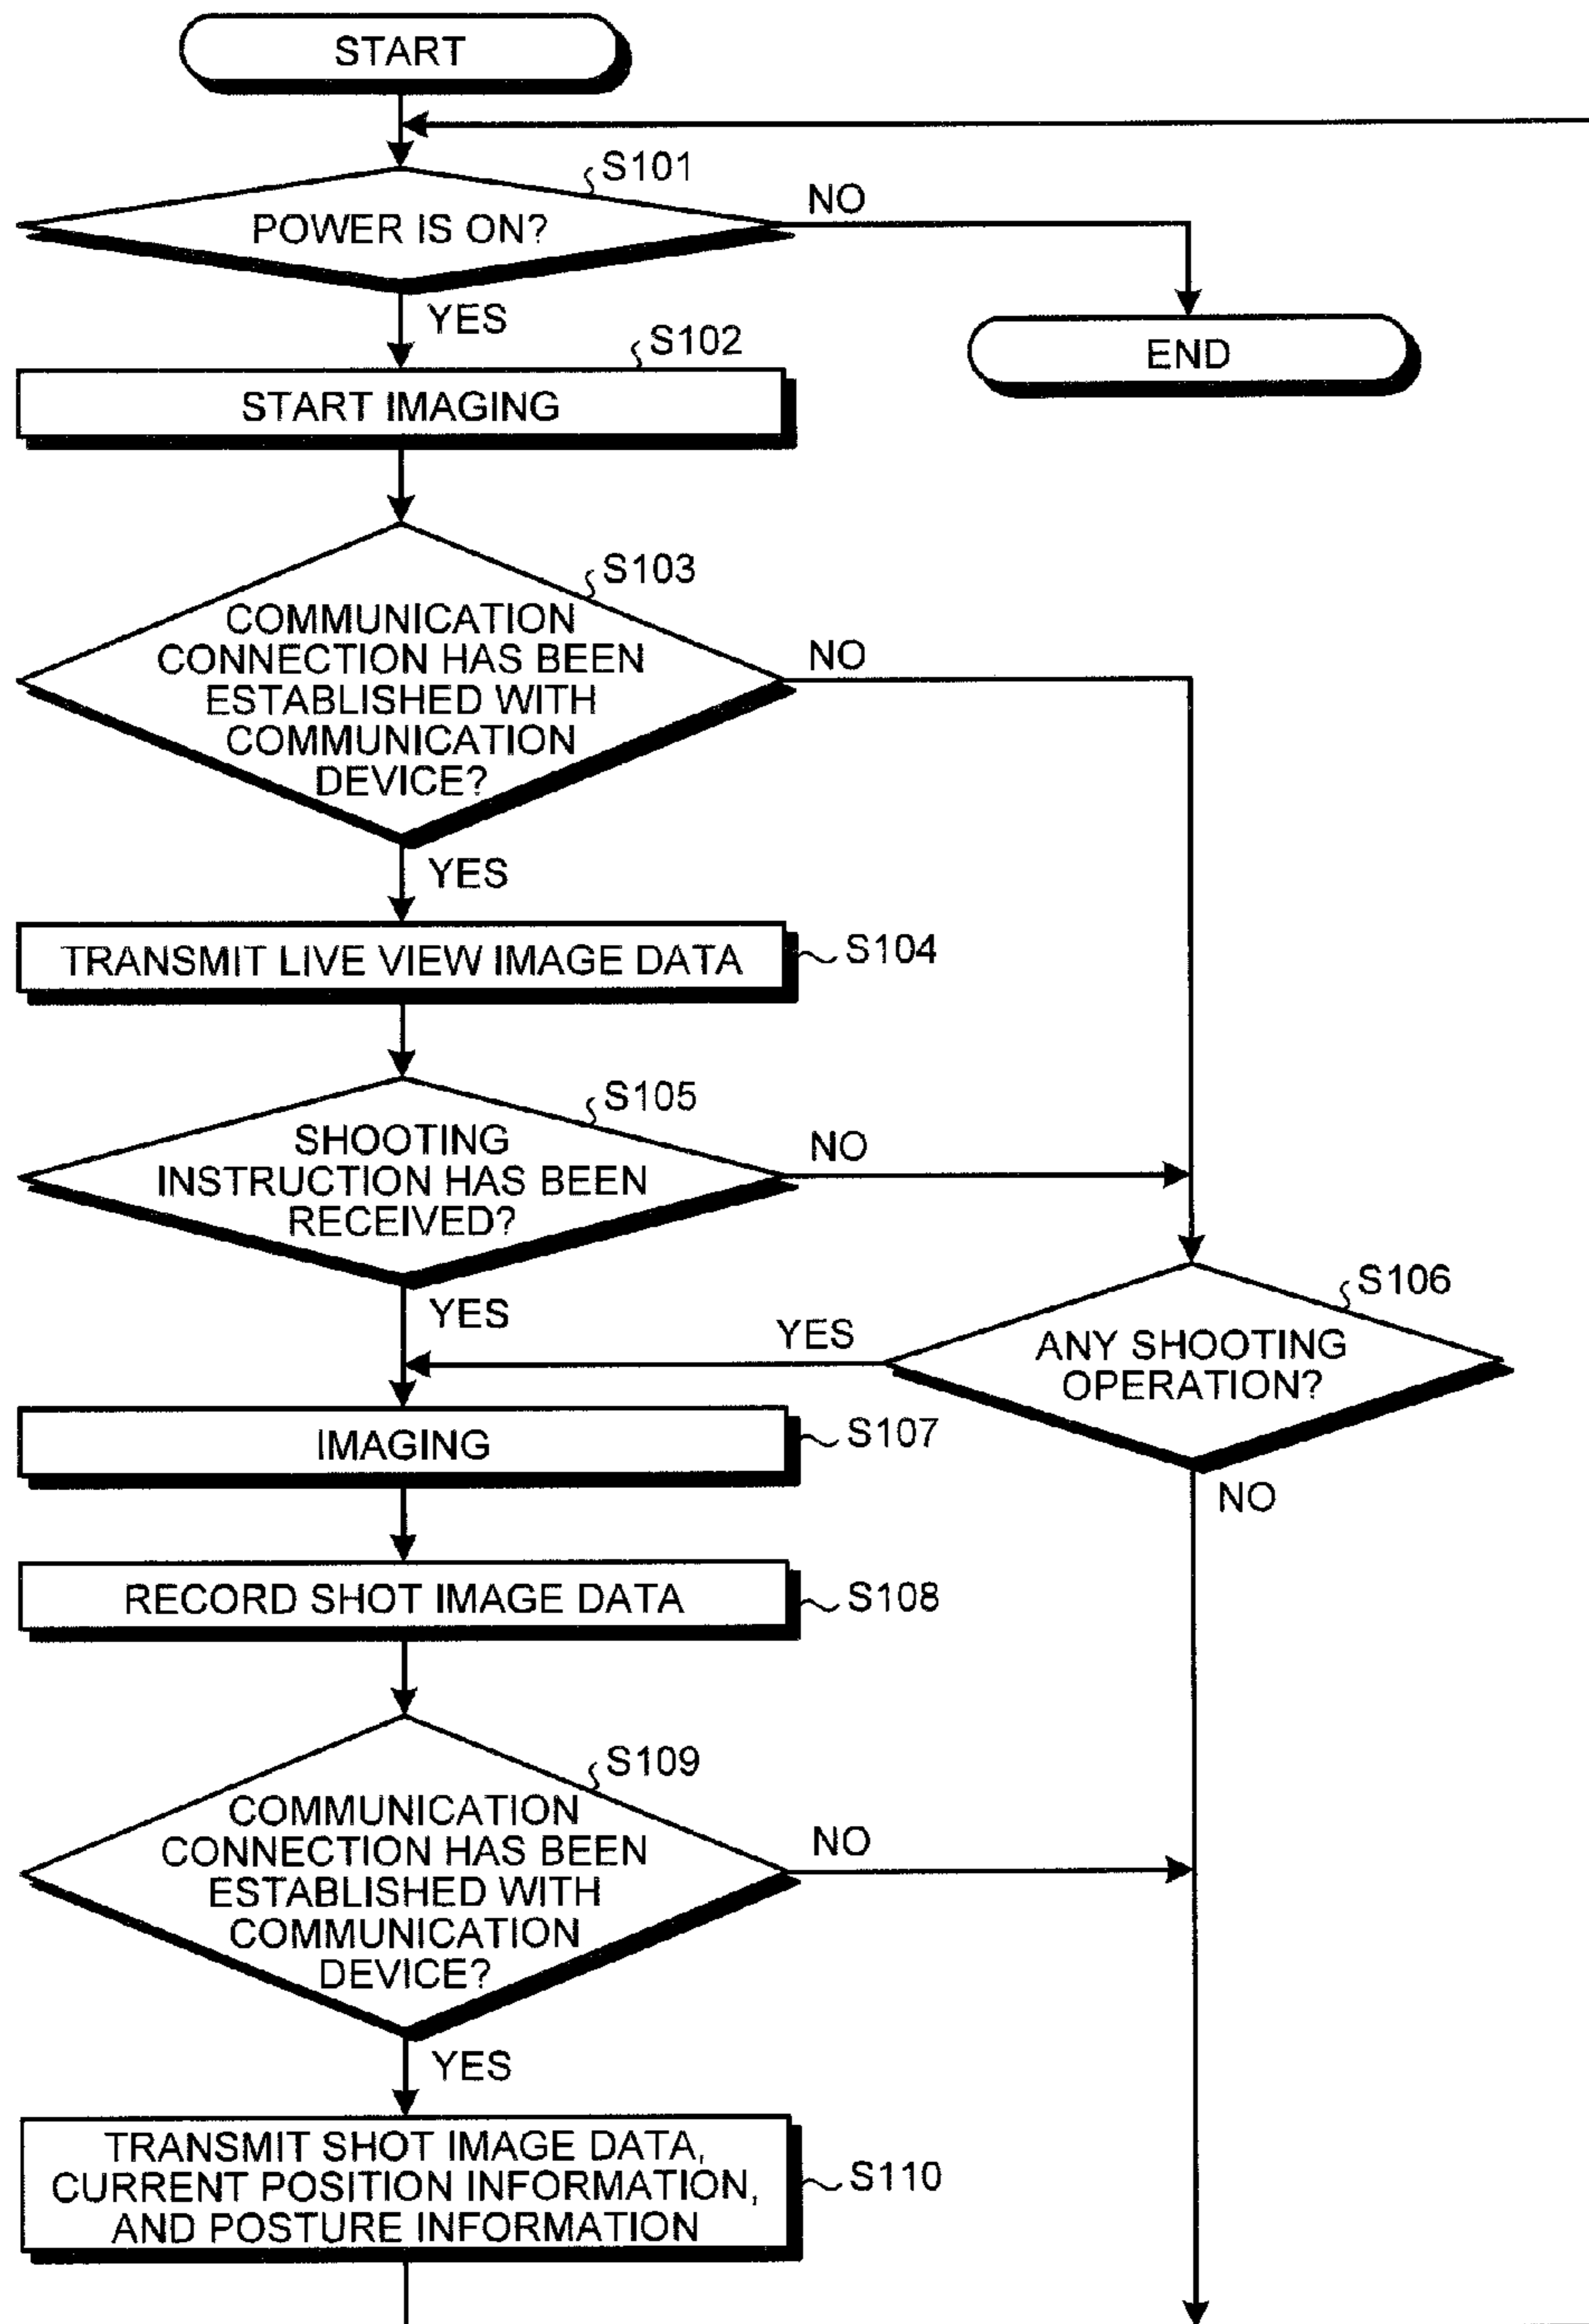 START
S101
POWER IS ON?
NO
YES
END
S102
START IMAGING
S103
COMMUNICATION
CONNECTION HAS BEEN
ESTABLISHED WITH
COMMUNICATION
DEVICE?
NO
YES
TRANSMIT LIVE VIEW IMAGE DATA
S104
S105
SHOOTING
INSTRUCTION HAS BEEN
RECEIVED?
NO
YES
S106
ANY SHOOTING
OPERATION?
YES
NO
IMAGING
S107
RECORD SHOT IMAGE DATA
S108
S109
COMMUNICATION
CONNECTION HAS BEEN
ESTABLISHED WITH
COMMUNICATION
DEVICE?
NO
YES
TRANSMIT SHOT IMAGE DATA,
CURRENT POSITION INFORMATION,
AND POSTURE INFORMATION
S110